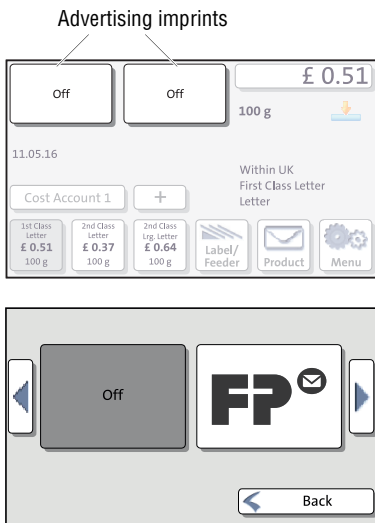 Advertising imprints
Off
Off
£ 0.51
100 g
11.05.16
Within UK
First Class Letter
Letter
Cost Account 1
+
1st Class
Letter
£ 0.51
100 g
2nd Class
Letter
£ 0.37
100 g
2nd Class
Lrg. Letter
£ 0.64
100 g
Label/
Feeder
Product
Menu
Off
FP
Back